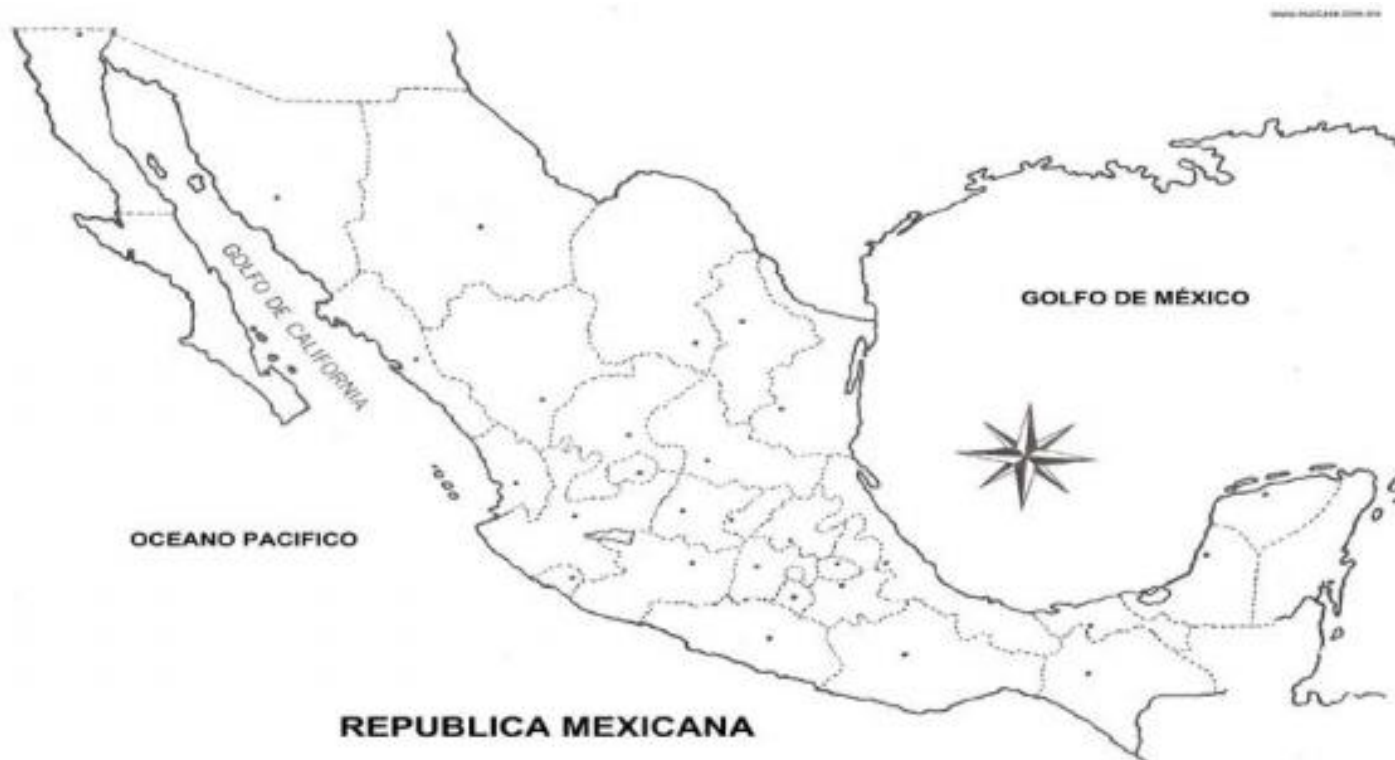 GOLFO DE CALIFORNIA
GOLFO DE MÉXICO
OCEANO PACIFICO
REPUBLICA MEXICANA